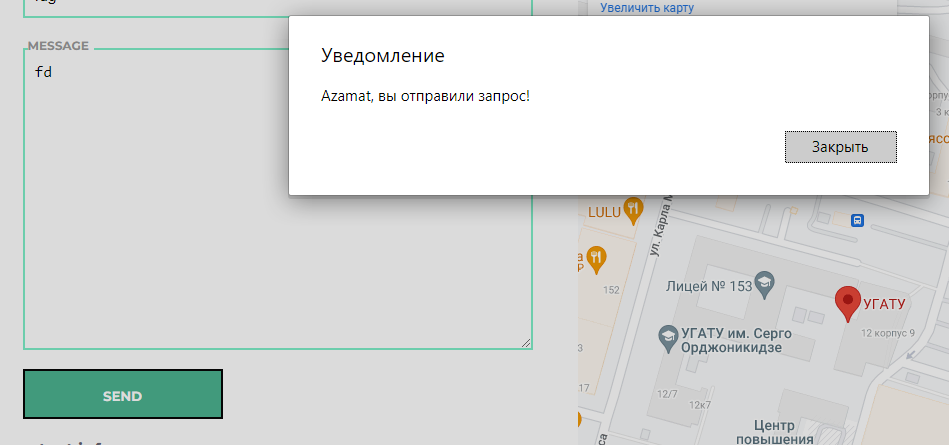 Увеличить карту
MESSAGE
fd
Уведомление
Azamat, вы отправили запрос!
Закрыть
LULU
ул. Карла М
Лицей № 153
УГАТУ
152
12 корпус 9
УГАТУ им. Серго
Орджоникидзе
17
12/7
12к7
Центр
повышения
SEND